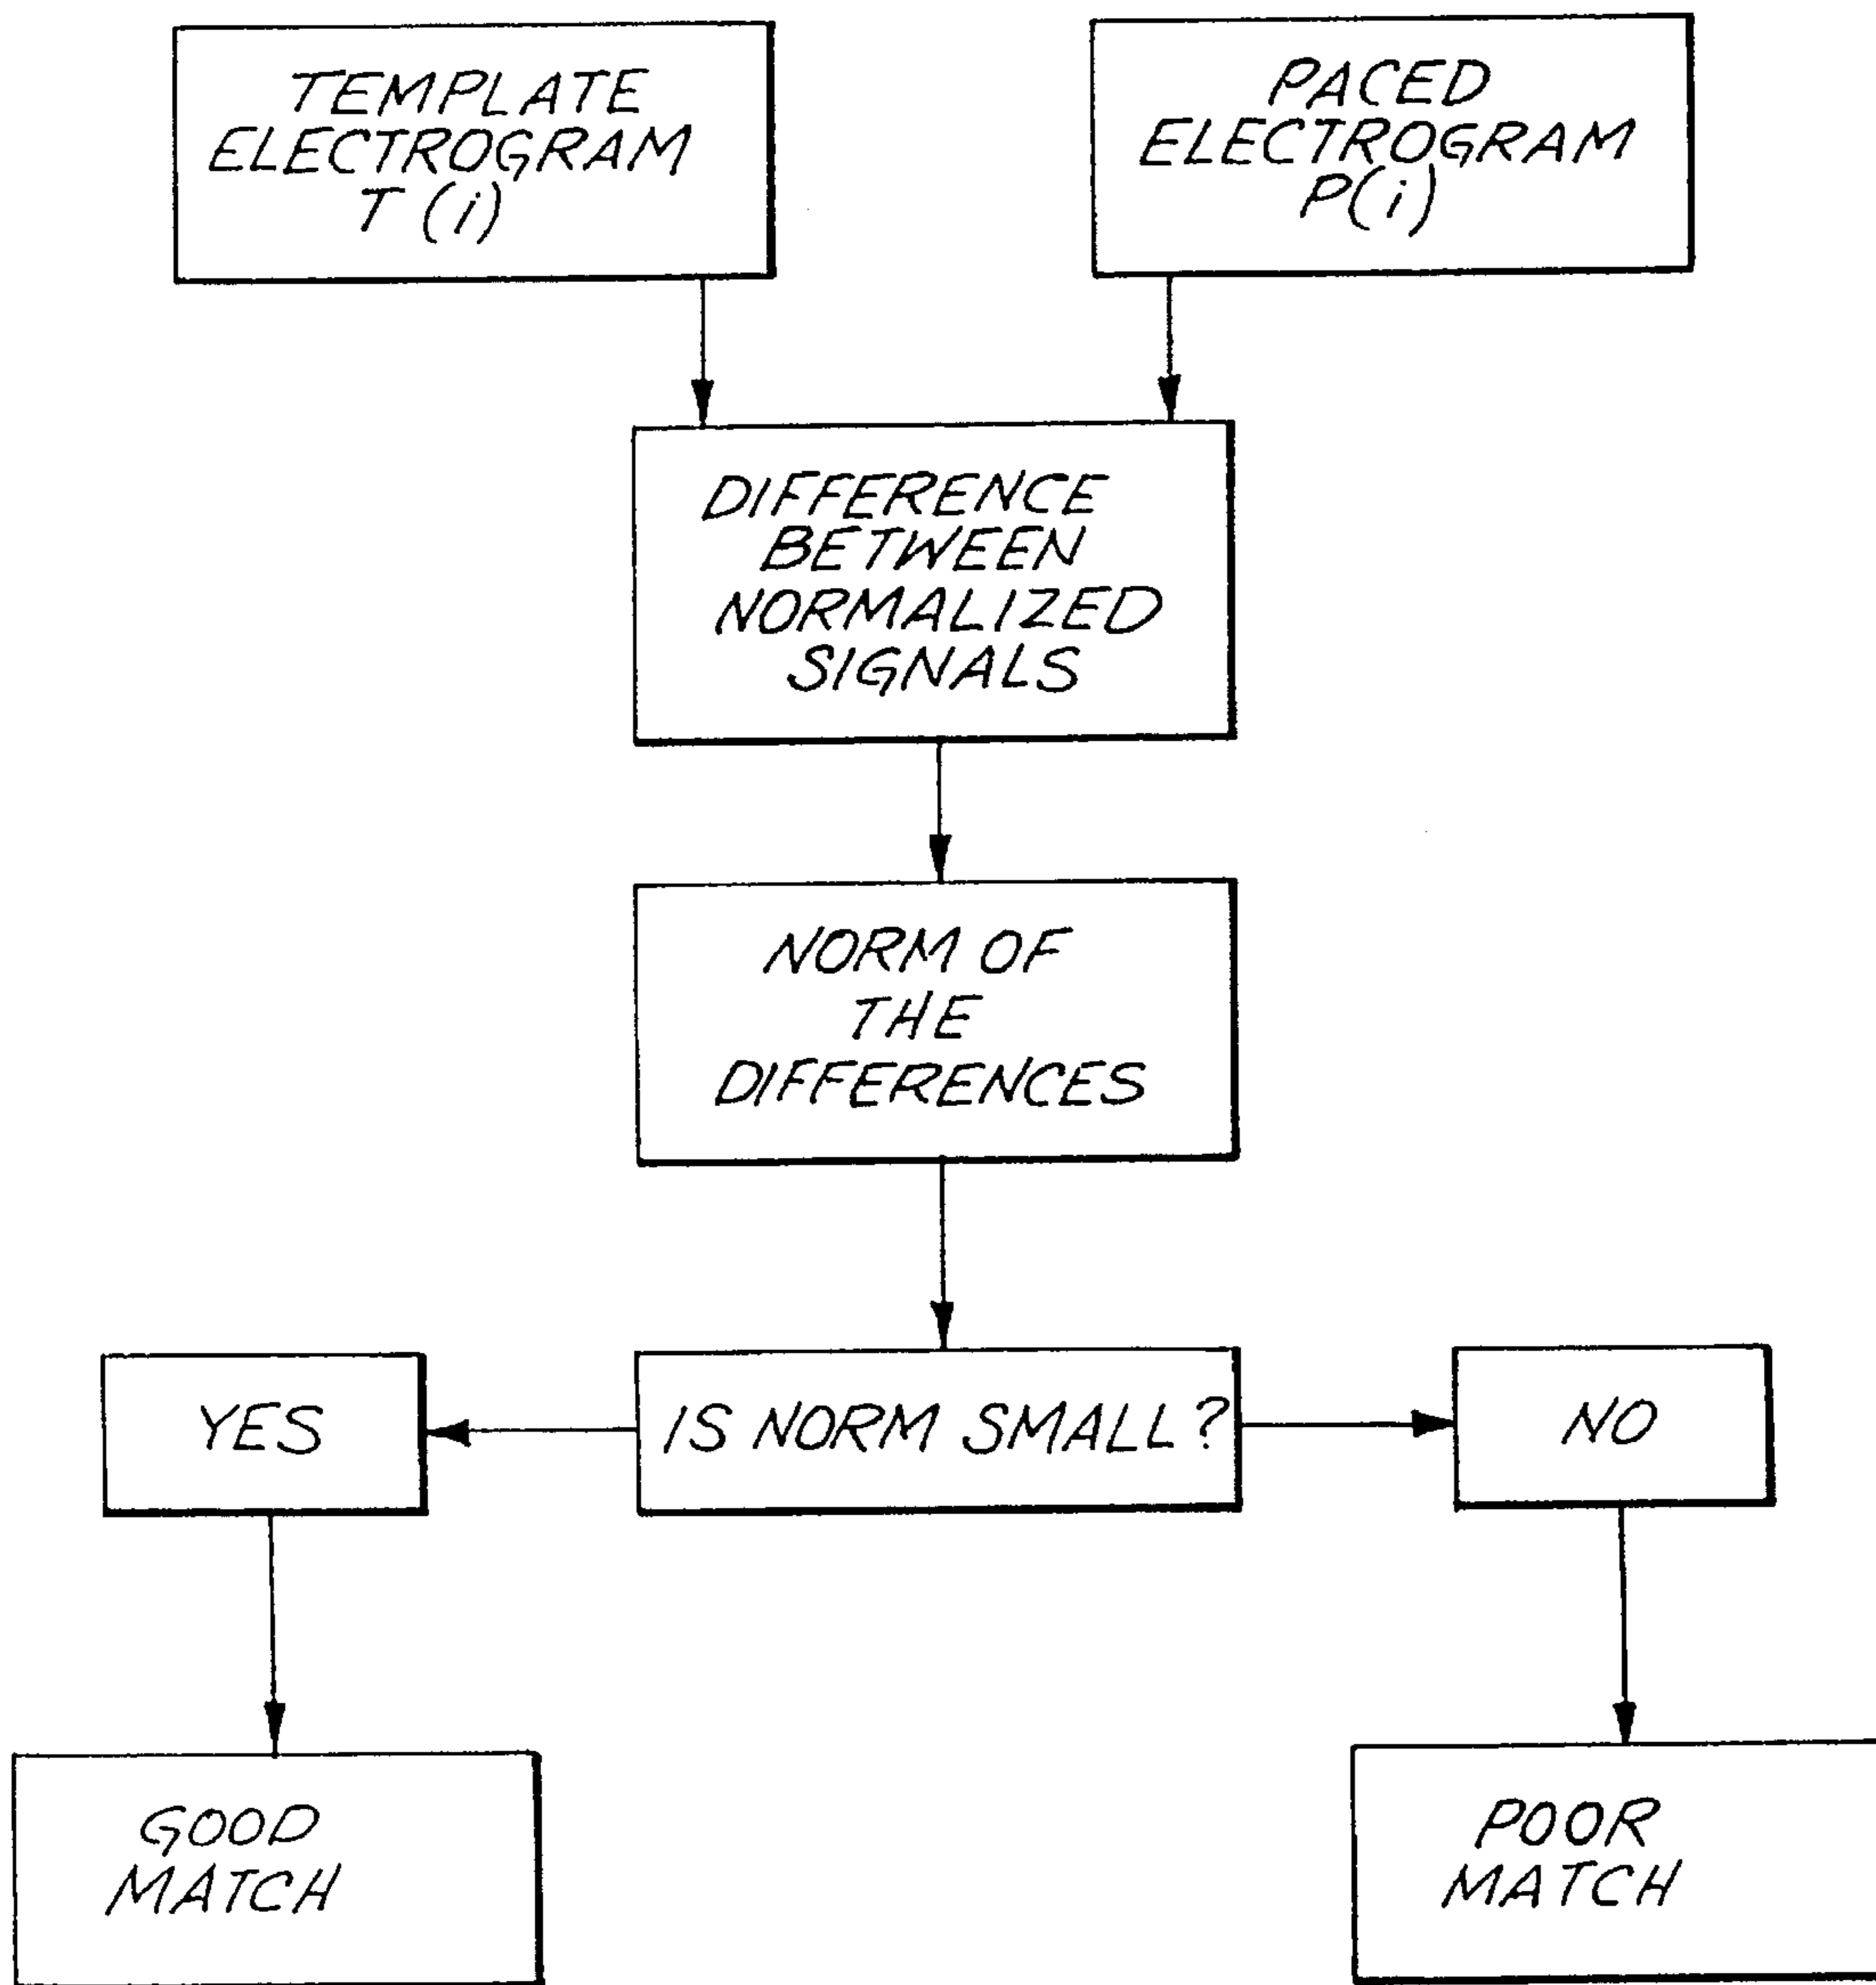 TEMPLATE
ELECTROGRAM
T (i)
PACED
ELECTROGRAM
P(i)
DIFFERENCE
BETWEEN
NORMALIZED
SIGNALS
NORM OF
THE
DIFFERENCES
YES
IS NORM SMALL?
NO
GOOD
MATCH
POOR
MATCH